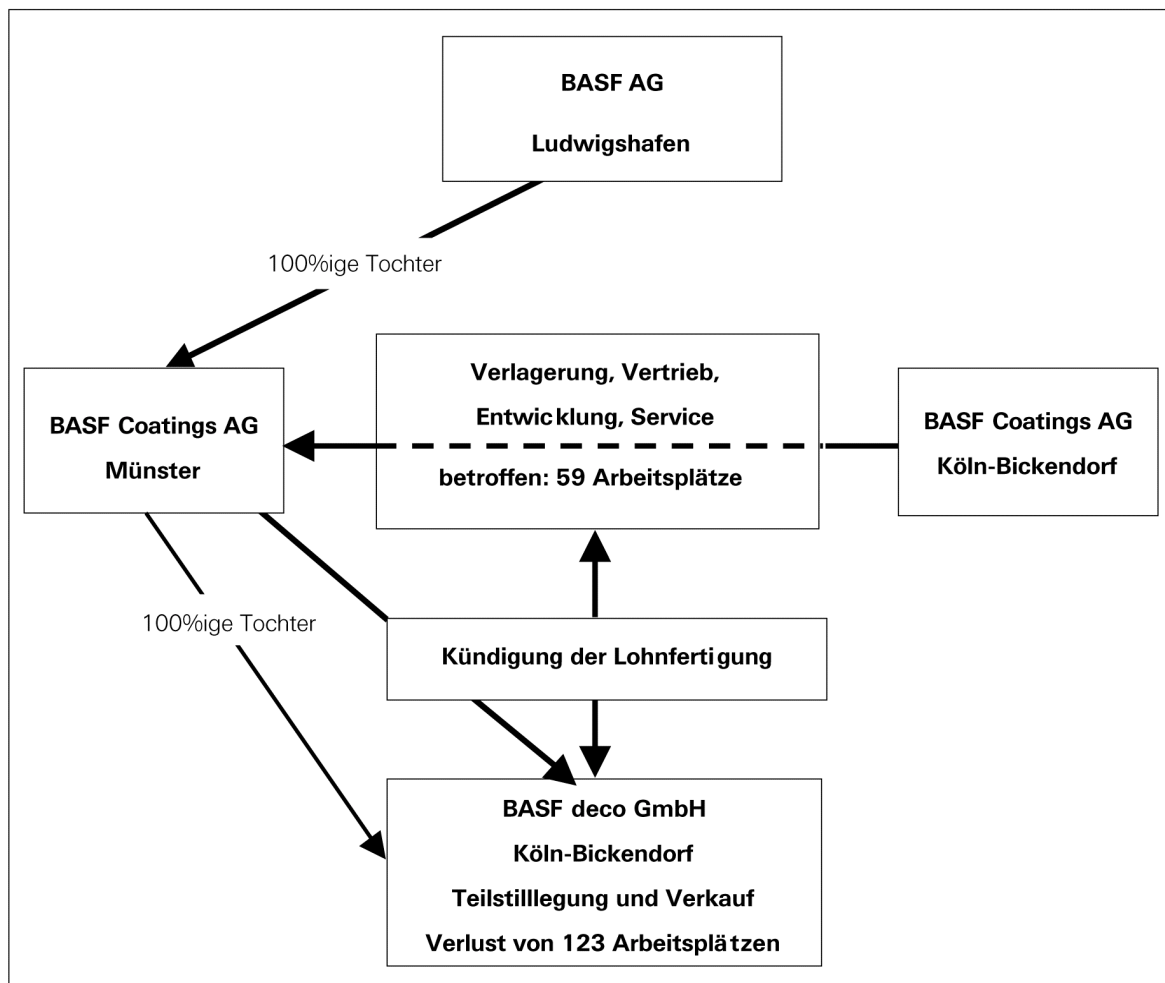 BASF AG
Ludwigshafen
100%ige Tochter
BASF Coatings AG
Münster
Verlagerung, Vertrieb,
Entwicklung, Service
betroffen: 59 Arbeitsplätze
BASF Coatings AG
Köln-Bickendorf
100%ige Tochter
Kündigung der Lohnfertigung
BASF deco GmbH
Köln-Bickendorf
Teilstilllegung und Verkauf
Verlust von 123 Arbeitsplätzen